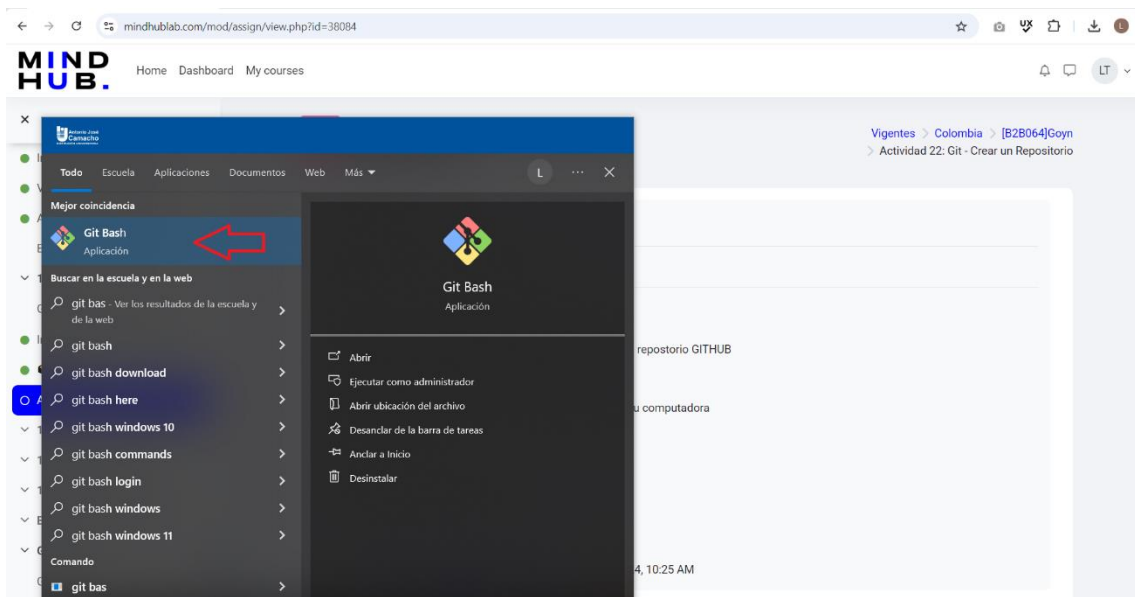 mindhublab.com/mod/assign/view.php?id=38084
L
MIND
HUB.
Home Dashboard My courses
LT
Vigentes > Colombia > [B2B064]Goyn
> Actividad 22: Git - Crear un Repositorio
Antonio José
Camacho
Todo Escuela Aplicaciones Documentos Web Más
L
Mejor coincidencia
Git Bash
Aplicación
Buscar en la escuela y en la web
git bas - Ver los resultados de la escuela y
de la web
git bash
git bash download
git bash here
git bash windows 10
git bash commands
git bash login
git bash windows
git bash windows 11
Comando
git bas
Git Bash
Aplicación
Abrir
Ejecutar como administrador
Abrir ubicación del archivo
Desanclar de la barra de tareas
Anclar a Inicio
Desinstalar
repostorio GITHUB
u computadora
4, 10:25 AM